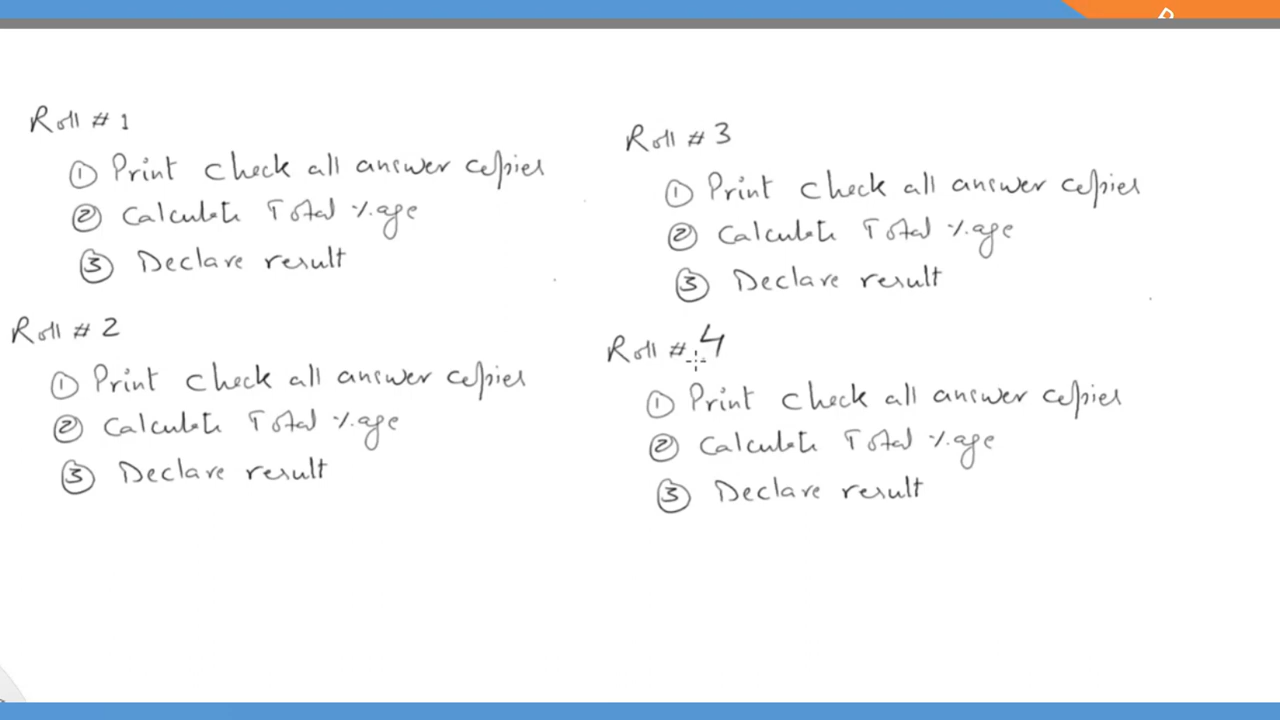 Roll # 1
① Print check all answer copies
② Calculate Total %age
③ Declare result
Roll # 2
① Print check all answer copies
② Calculate Total %age
③ Declare result
Roll # 3
① Print check all answer copies
② Calculate Total %age
③ Declare result
Roll # 4
① Print check all answer copies
② Calculate Total %age
③ Declare result